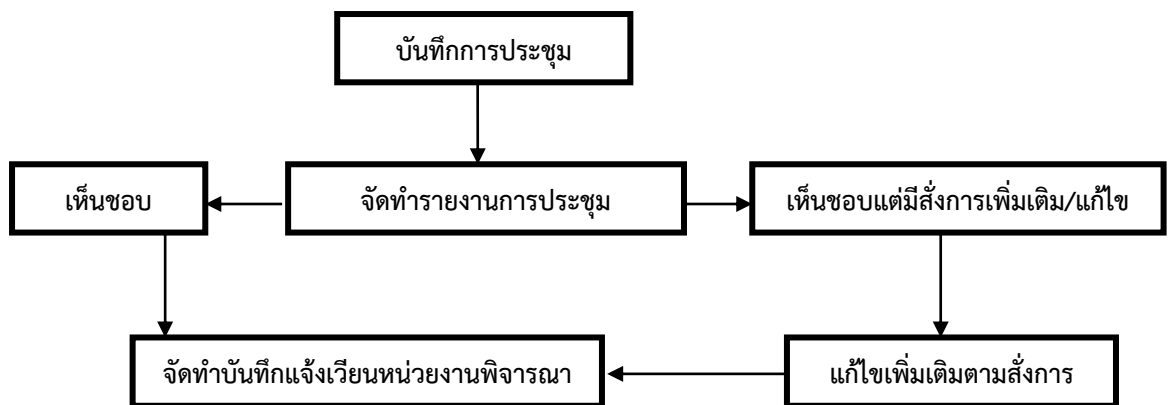 บันทึกการประชุม
เห็นชอบ
จัดทำรายงานการประชุม
เห็นชอบแต่มีสั่งการเพิ่มเติม/แก้ไข
จัดทำบันทึกแจ้งเวียนหน่วยงานพิจารณา
แก้ไขเพิ่มเติมตามสั่งการ